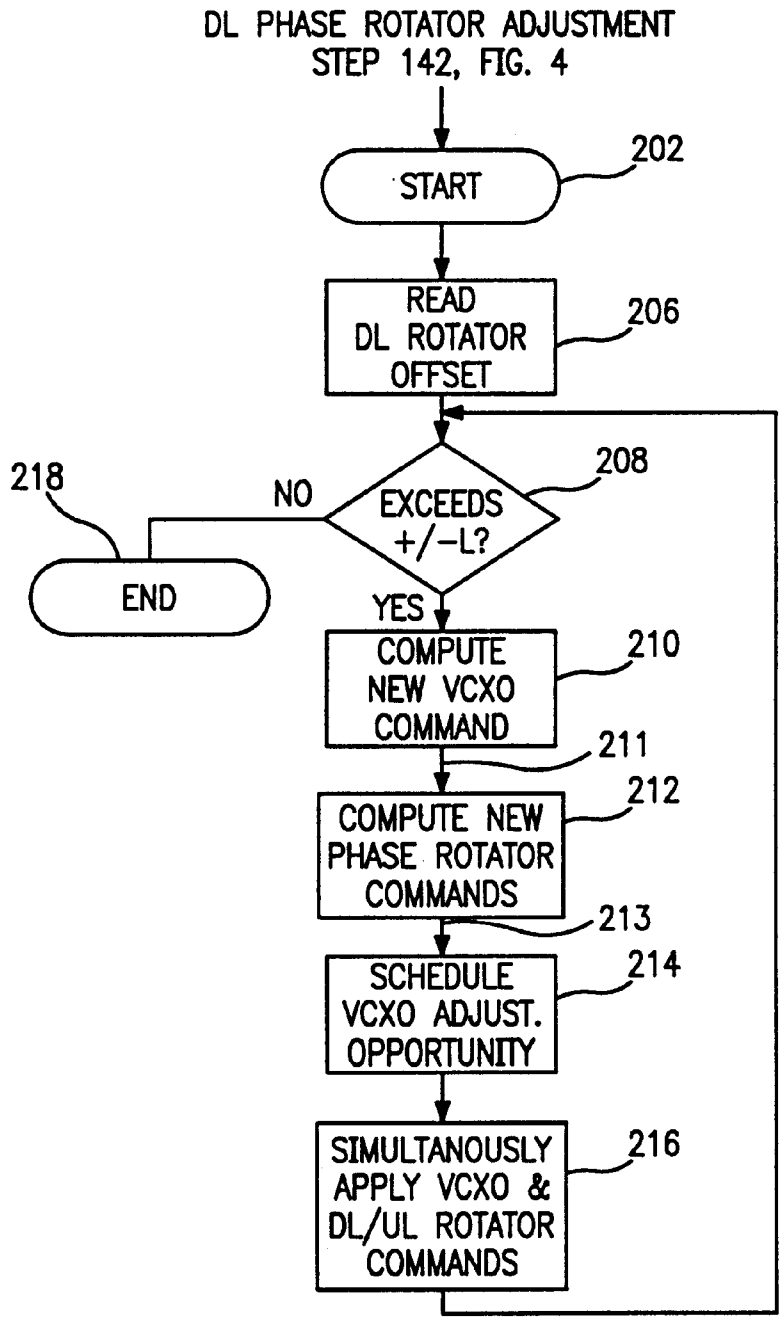 DL PHASE ROTATOR ADJUSTMENT
STEP 142, FIG. 4
START
202
READ
DL ROTATOR
OFFSET
206
EXCEEDS
+/-L?
208
NO
218
END
YES
COMPUTE
NEW VCXO
COMMAND
210
211
COMPUTE NEW
PHASE ROTATOR
COMMANDS
212
213
SCHEDULE
VCXO ADJUST.
OPPORTUNITY
214
SIMULTANOUSLY
APPLY VCXO &
DL/UL ROTATOR
COMMANDS
216